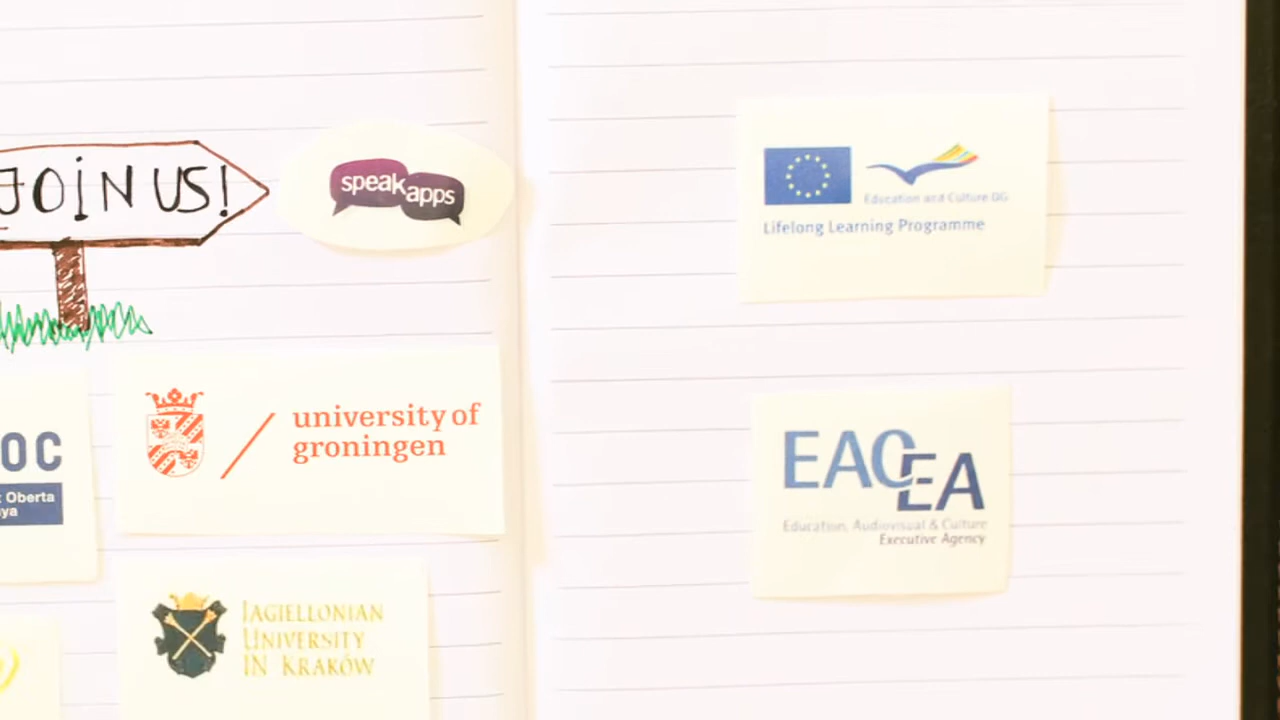 JOIN US!
speakapps
Education and Culture DG
Lifelong Learning Programme
OC
Oberta
university of
groningen
EACEA
Education, Audiovisual & Culture
Executive Agency
JAGIELLONIAN
UNIVERSITY
IN KRAKÓW